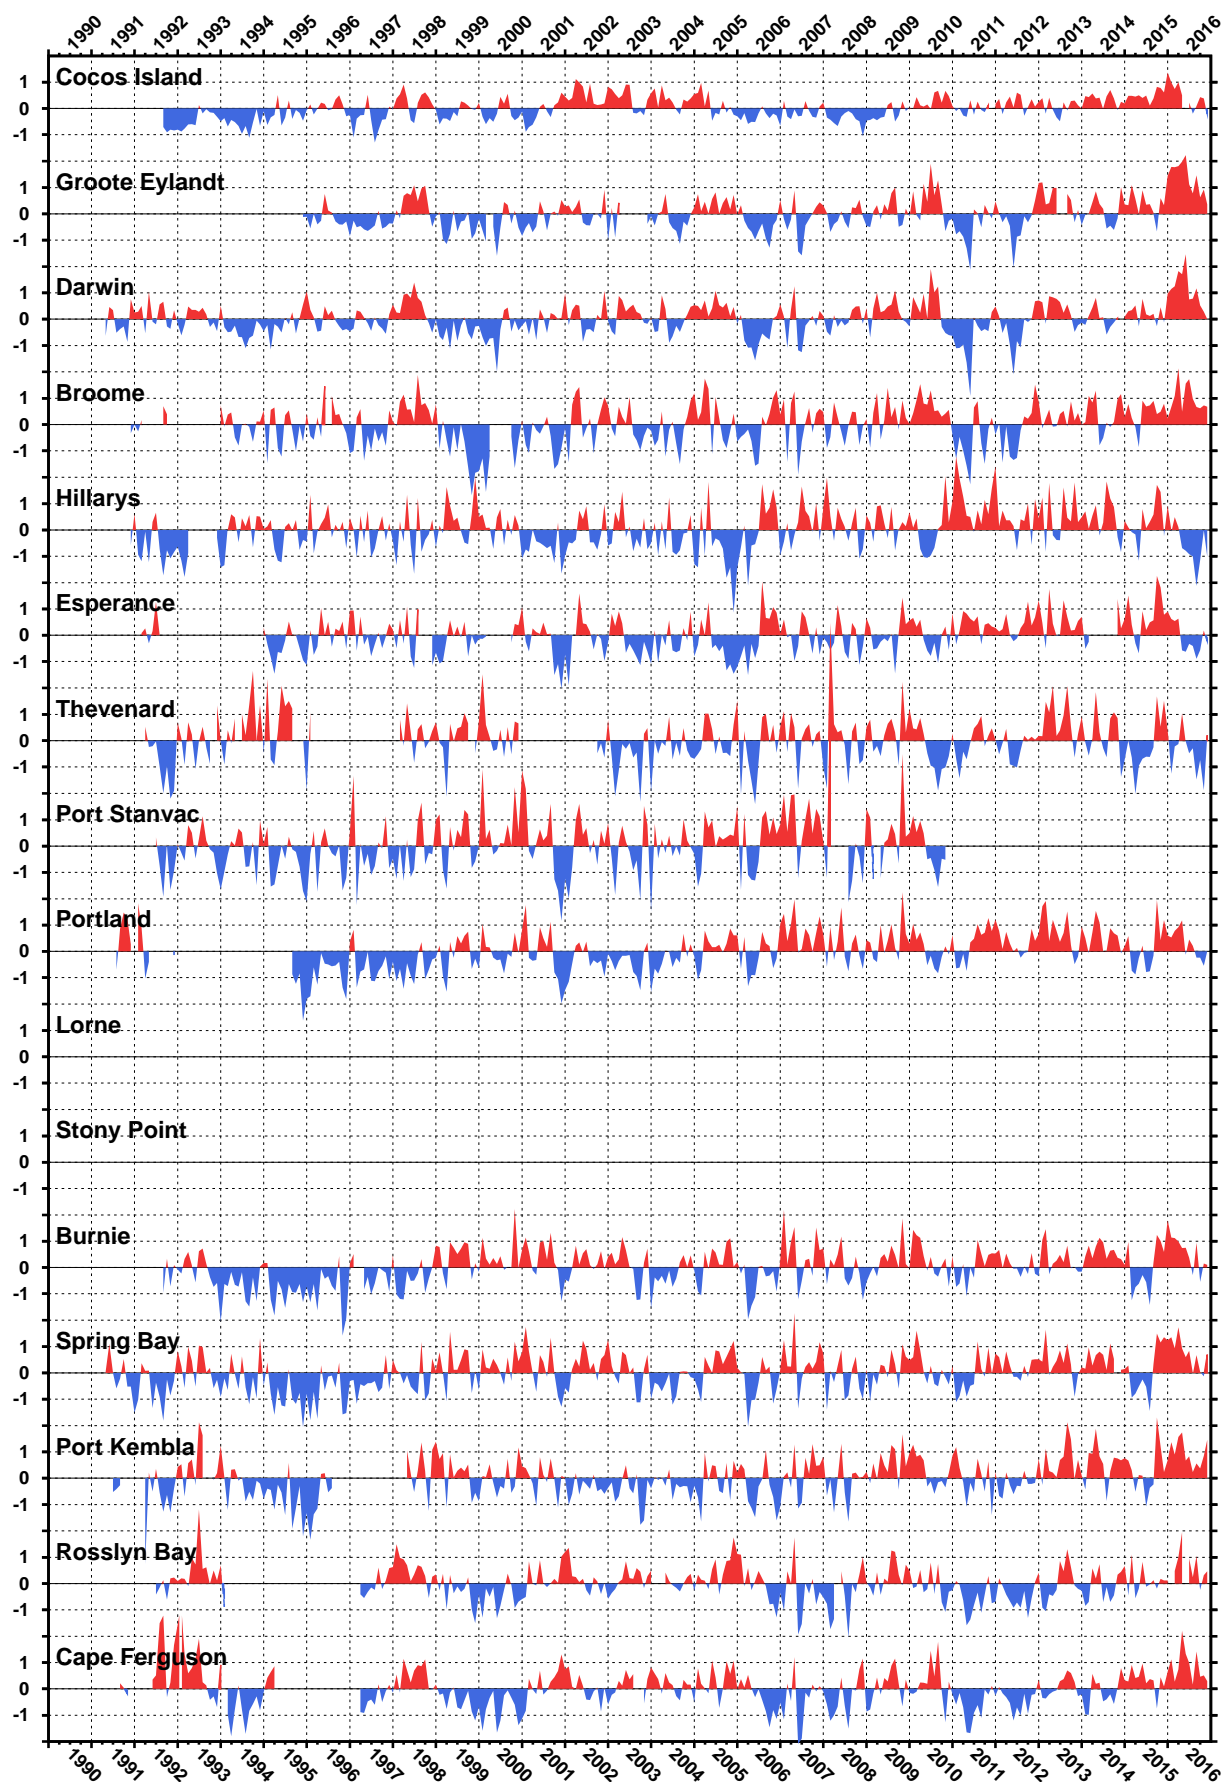 1990 1991 1992 1993 1994 1995 1996 1997 1998 1999 2000 2001 2002 2003 2004 2005 2006 2007 2008 2009 2010 2011 2012 2013 2014 2015 2016
Cocos Island
1
0
-1
Groote Eylandt
1
0
-1
Darwin
1
0
-1
Broome
1
0
-1
Hillarys
1
0
-1
Esperance
1
0
-1
Thevenard
1
0
-1
Port Stanvac
1
0
-1
Portland
1
0
-1
Lorne
1
0
-1
Stony Point
1
0
-1
Burnie
1
0
-1
Spring Bay
1
0
-1
Port Kembla
1
0
-1
Rosslyn Bay
1
0
-1
Cape Ferguson
1
0
-1
1990 1991 1992 1993 1994 1995 1996 1997 1998 1999 2000 2001 2002 2003 2004 2005 2006 2007 2008 2009 2010 2011 2012 2013 2014 2015 2016